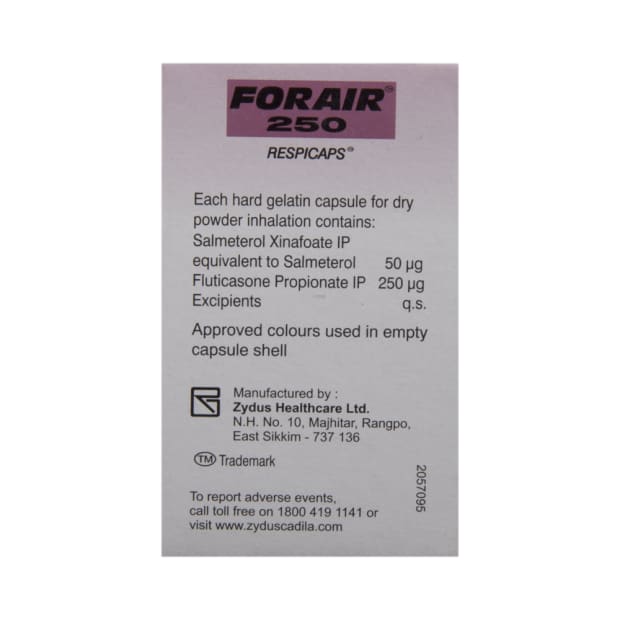 FORAIR™
250
RESPICAPS®
Each hard gelatin capsule for dry
powder inhalation contains:
Salmeterol Xinafoate IP
equivalent to Salmeterol 50 µg
Fluticasone Propionate IP 250 µg
Excipients q.s.
Approved colours used in empty
capsule shell
Manufactured by :
Zydus Healthcare Ltd.
N.H. No. 10, Majhitar, Rangpo,
East Sikkim - 737 136
TM Trademark
2057095
To report adverse events,
call toll free on 1800 419 1141 or
visit www.zyduscadila.com